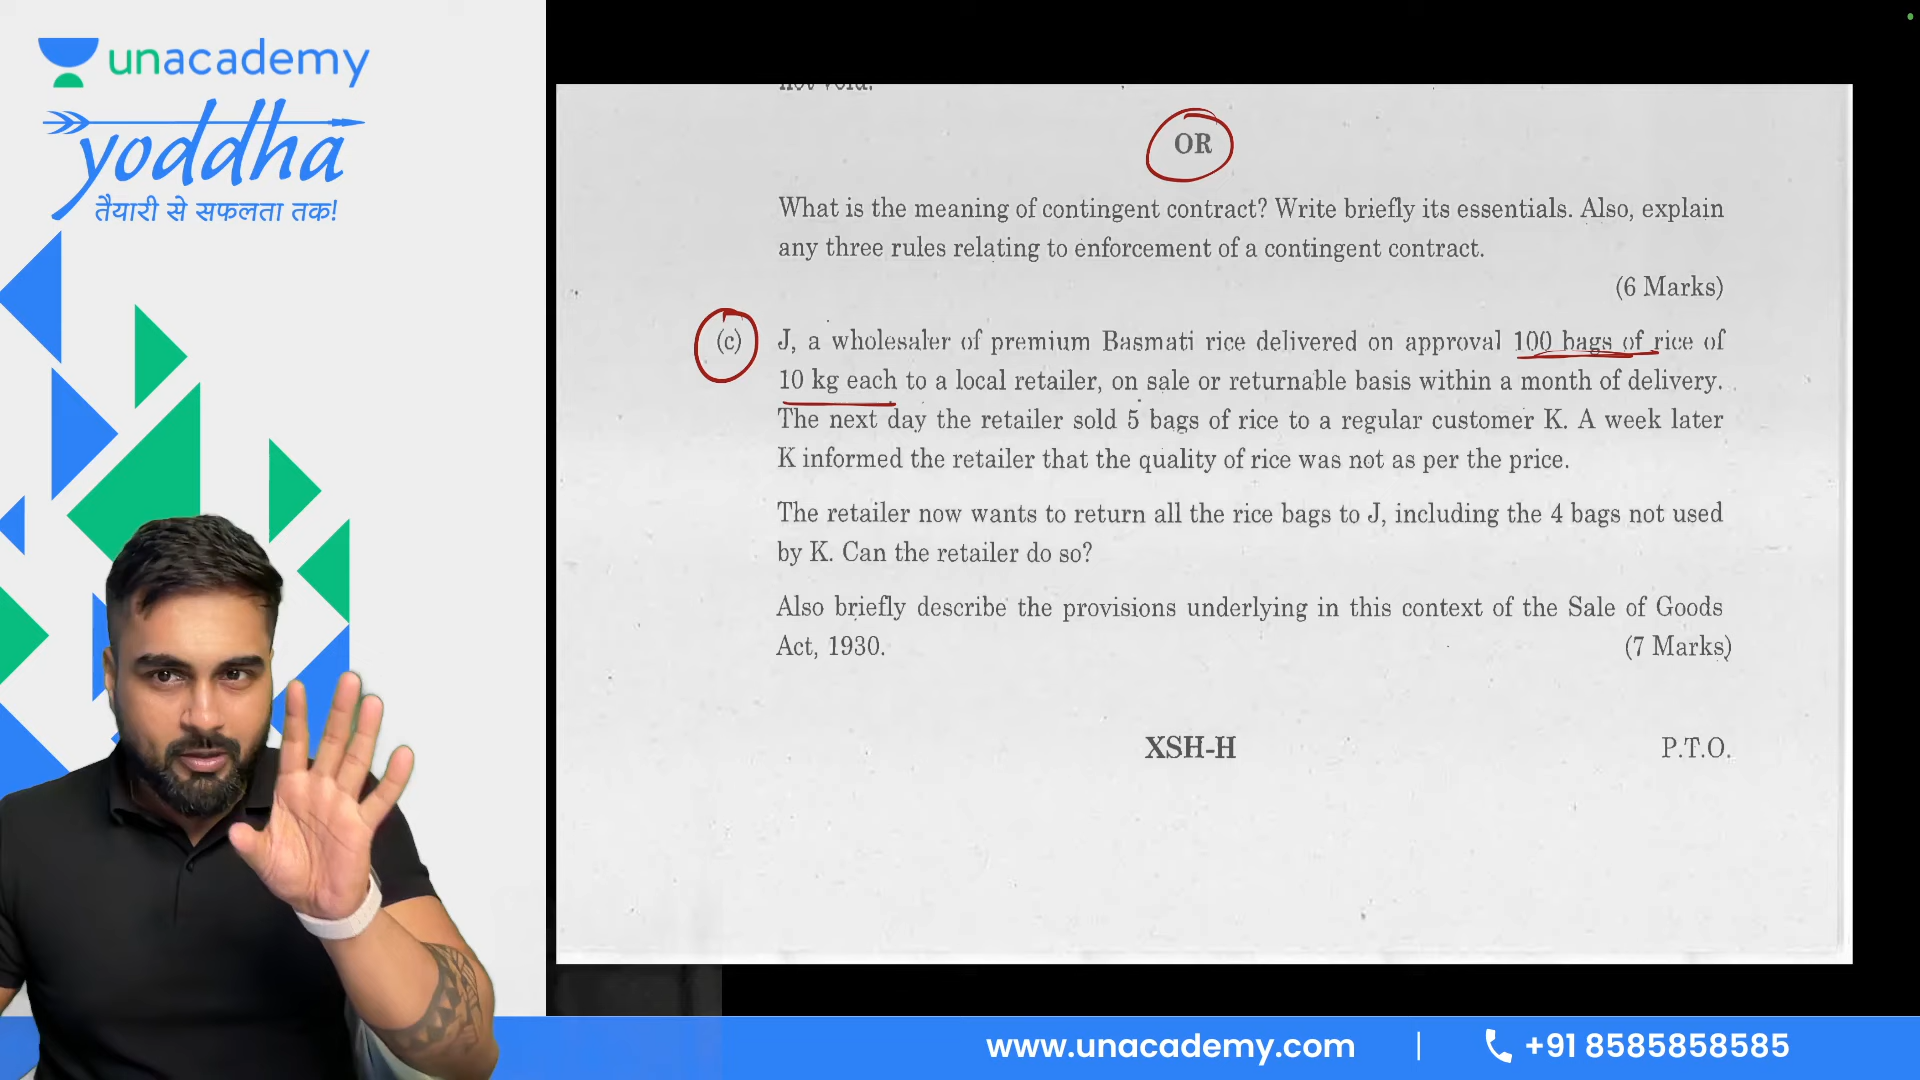 unacademy
yoddha
तैयारी से सफलता तक!
not void.
OR
What is the meaning of contingent contract? Write briefly its essentials. Also, explain
any three rules relating to enforcement of a contingent contract.
(6 Marks)
(c) J, a wholesaler of premium Basmati rice delivered on approval 100 bags of rice of
10 kg each to a local retailer, on sale or returnable basis within a month of delivery.
The next day the retailer sold 5 bags of rice to a regular customer K. A week later
K informed the retailer that the quality of rice was not as per the price.
The retailer now wants to return all the rice bags to J, including the 4 bags not used
by K. Can the retailer do so?
Also briefly describe the provisions underlying in this context of the Sale of Goods
Act, 1930. (7 Marks)
XSH-H P.T.O.
www.unacademy.com | +91 8585858585